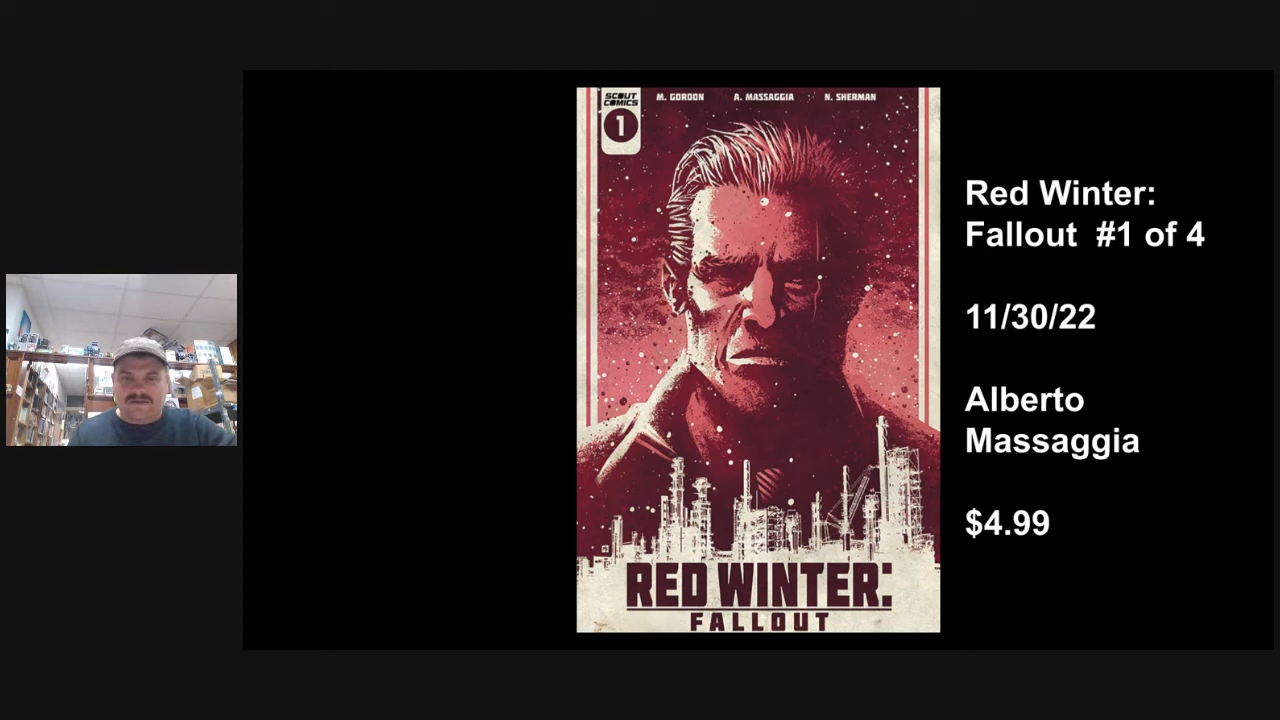 SCOUT
COMICS
1
M. GORDON A. MASSAGGIA N. SHERMAN
RED WINTER:
FALLOUT
Red Winter:
Fallout #1 of 4
11/30/22
Alberto
Massaggia
$4.99